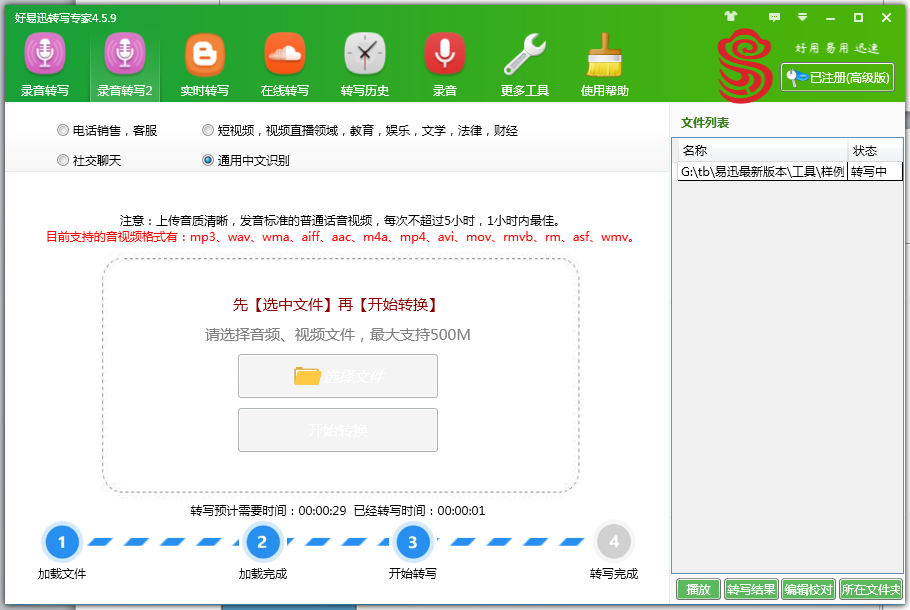 好易迅转写专家4.5.9
录音转写
录音转写2
实时转写
在线转写
转写历史
录音
更多工具
使用帮助
好用 易用 迅速
已注册(高级版)
电话销售，客服
短视频，视频直播领域，教育，娱乐，文学，法律，财经
社交聊天
通用中文识别
文件列表
名称
状态
G:\tb\易迅最新版本\工具\样例
转写中
注意：上传音质清晰，发音标准的普通话音视频，每次不超过5小时，1小时内最佳。
目前支持的音视频格式有：mp3、wav、wma、aiff、aac、m4a、mp4、avi、mov、rmvb、rm、asf、wmv。
先【选中文件】再【开始转换】
请选择音频、视频文件，最大支持500M
选择文件
开始转换
转写预计需要时间：00:00:29 已经转写时间：00:00:01
1
2
3
4
加载文件
加载完成
开始转写
转写完成
播放
转写结果
编辑校对
所在文件夹